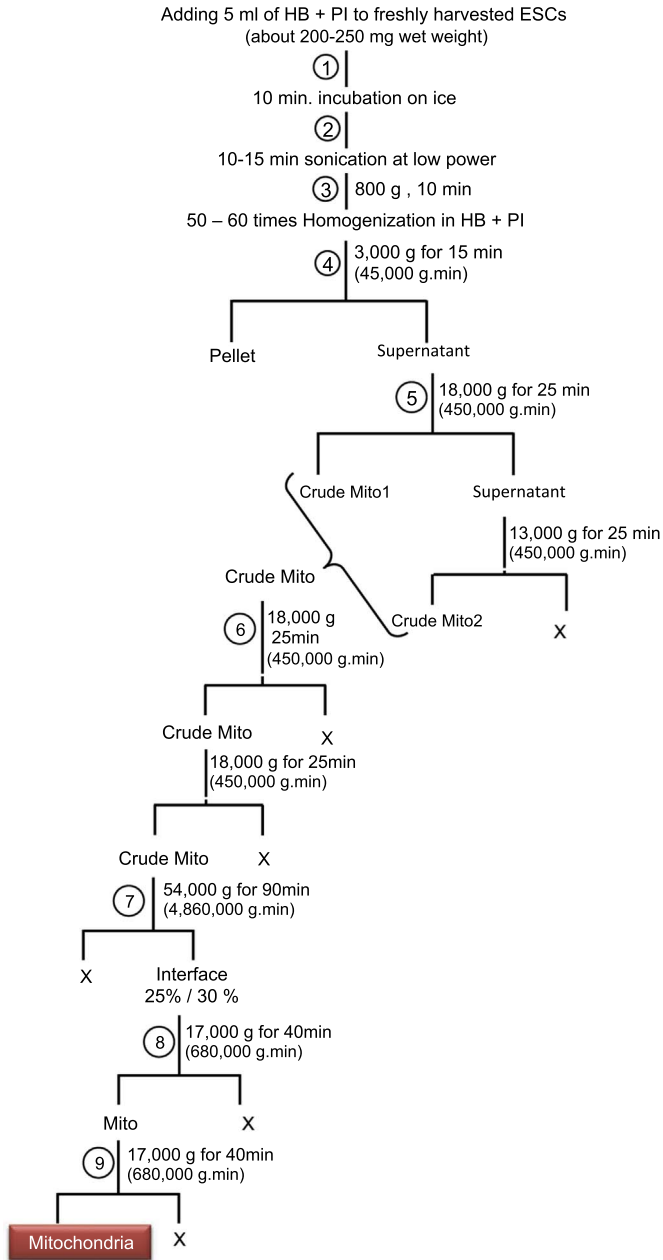 Adding 5 ml of HB + PI to freshly harvested ESCs
(about 200-250 mg wet weight)
1
10 min. incubation on ice
2
10-15 min sonication at low power
3
800 g , 10 min
50 – 60 times Homogenization in HB + PI
4
3,000 g for 15 min
(45,000 g.min)
Pellet
Supernatant
5
18,000 g for 25 min
(450,000 g.min)
Crude Mito1
Supernatant
13,000 g for 25 min
(450,000 g.min)
Crude Mito
Crude Mito2
X
6
18,000 g
25min
(450,000 g.min)
Crude Mito
X
18,000 g for 25min
(450,000 g.min)
Crude Mito
X
7
54,000 g for 90min
(4,860,000 g.min)
X
Interface
25% / 30 %
8
17,000 g for 40min
(680,000 g.min)
Mito
X
9
17,000 g for 40min
(680,000 g.min)
Mitochondria
X